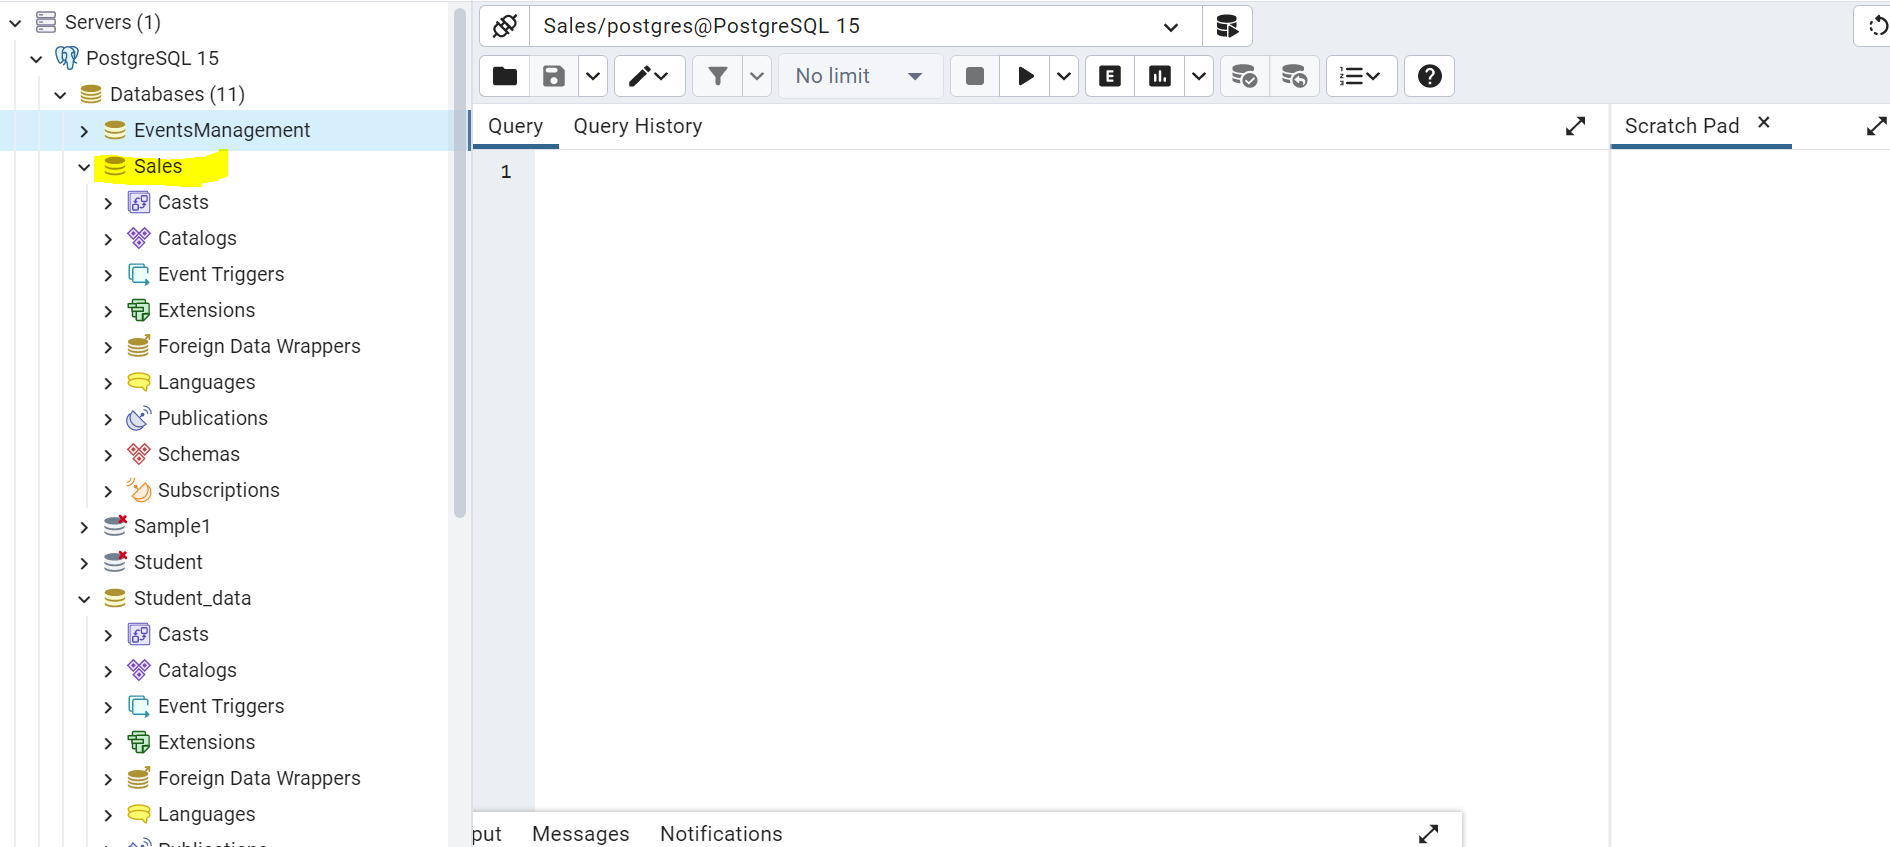 Servers (1)
PostgreSQL 15
Databases (11)
EventsManagement
Sales
Casts
Catalogs
Event Triggers
Extensions
Foreign Data Wrappers
Languages
Publications
Schemas
Subscriptions
Sample1
Student
Student_data
Casts
Catalogs
Event Triggers
Extensions
Foreign Data Wrappers
Languages
Publications
Sales/postgres@PostgreSQL 15
No limit
E
Query Query History
Scratch Pad
1
put Messages Notifications